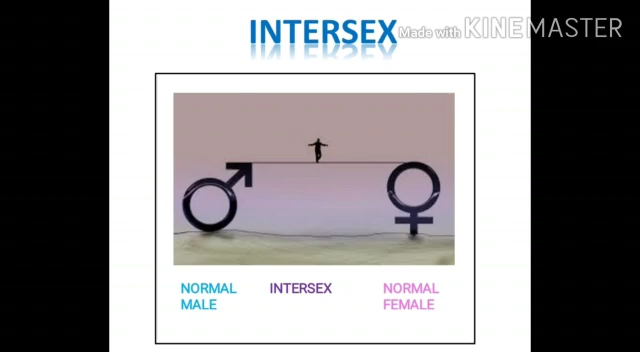 INTERSEX
Made with KINEMASTER
NORMAL MALE
INTERSEX
NORMAL FEMALE